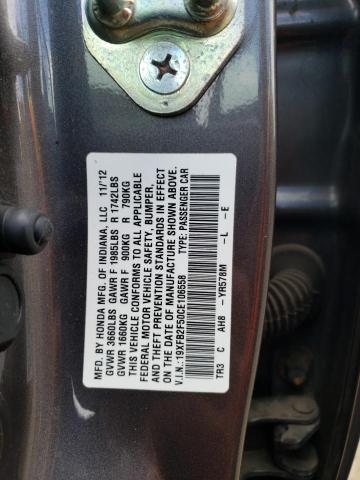 MFD. BY HONDA MFG. OF INDIANA, LLC 11/12
GVWR 3660LBS GAWR F 1985LBS R 1742LBS
GVWR 1660KG GAWR F 900KG R 790KG
THIS VEHICLE CONFORMS TO ALL APPLICABLE
FEDERAL MOTOR VEHICLE SAFETY, BUMPER,
AND THEFT PREVENTION STANDARDS IN EFFECT
ON THE DATE OF MANUFACTURE SHOWN ABOVE.
V.I.N.:19XFB2F50CE106558 TYPE: PASSENGER CAR
TR3 C AH8 -YR578M -L -E